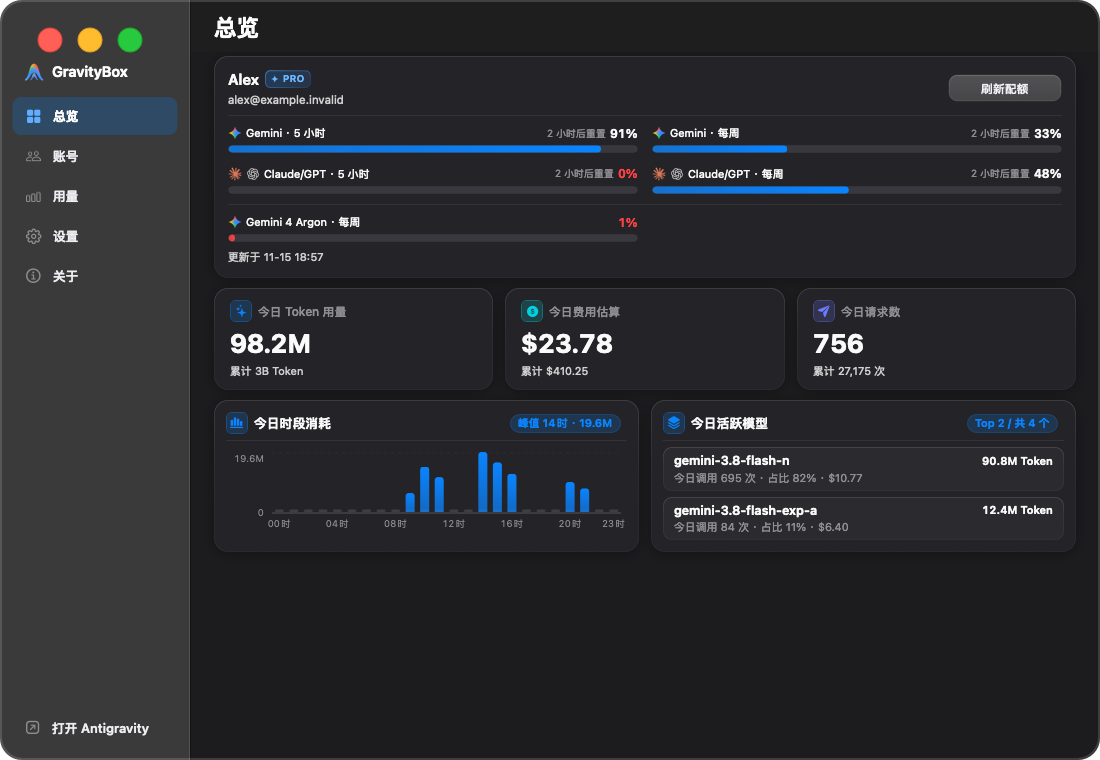 GravityBox
总览
账号
用量
设置
关于
打开 Antigravity
总览
Alex
PRO
alex@example.invalid
刷新配额
Gemini · 5 小时
2 小时后重置 91%
Gemini · 每周
2 小时后重置 33%
Claude/GPT · 5 小时
2 小时后重置 0%
Claude/GPT · 每周
2 小时后重置 48%
Gemini 4 Argon · 每周
1%
更新于 11-15 18:57
今日 Token 用量
98.2M
累计 3B Token
今日费用估算
$23.78
累计 $410.25
今日请求数
756
累计 27,175 次
今日时段消耗
峰值 14时 · 19.6M
19.6M
0
00时 04时 08时 12时 16时 20时 23时
今日活跃模型
Top 2 / 共 4 个
gemini-3.8-flash-n
90.8M Token
今日调用 695 次 · 占比 82% · $10.77
gemini-3.8-flash-exp-a
12.4M Token
今日调用 84 次 · 占比 11% · $6.40